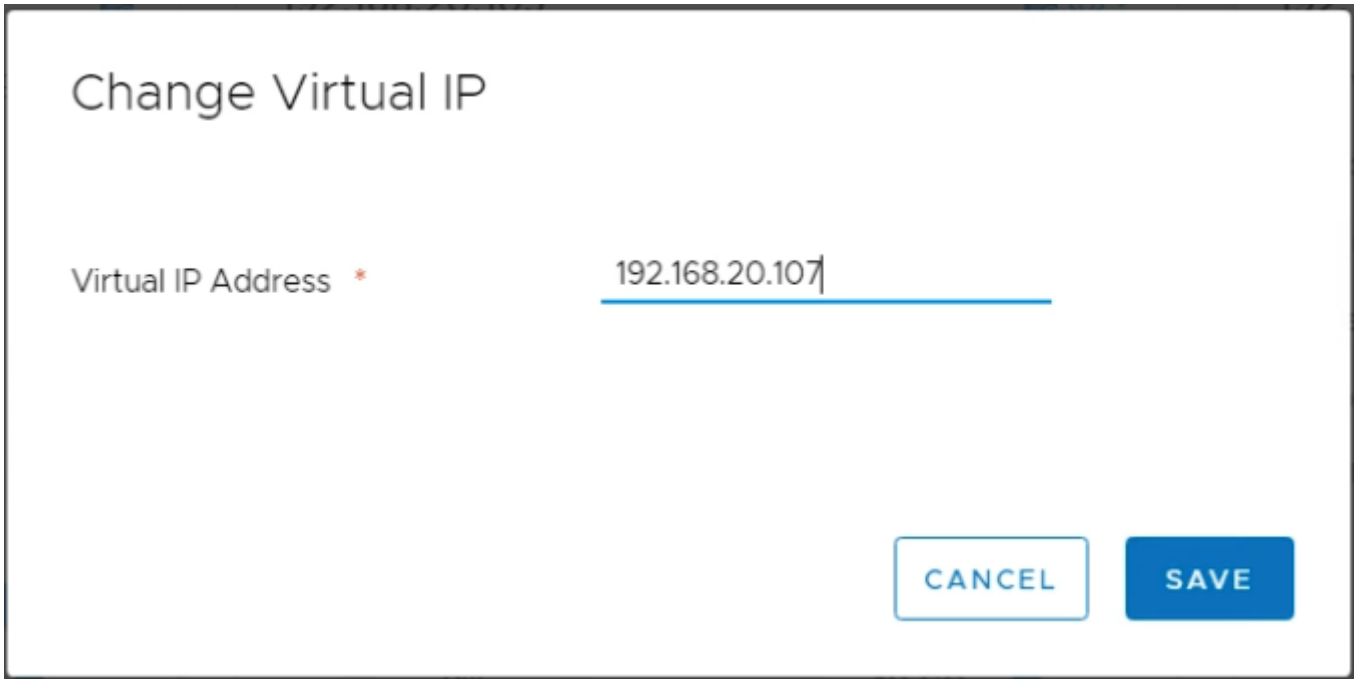 Change Virtual IP
Virtual IP Address *
192.168.20.107
CANCEL
SAVE